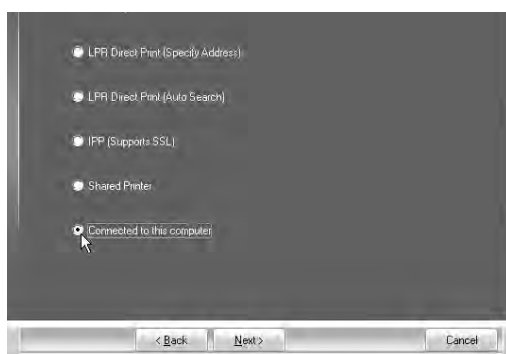 LPR Direct Print (Specify Address)
LPR Direct Print (Auto Search)
IPP (Supports SSL)
Shared Printer
Connected to this computer
< Back
Next >
Cancel